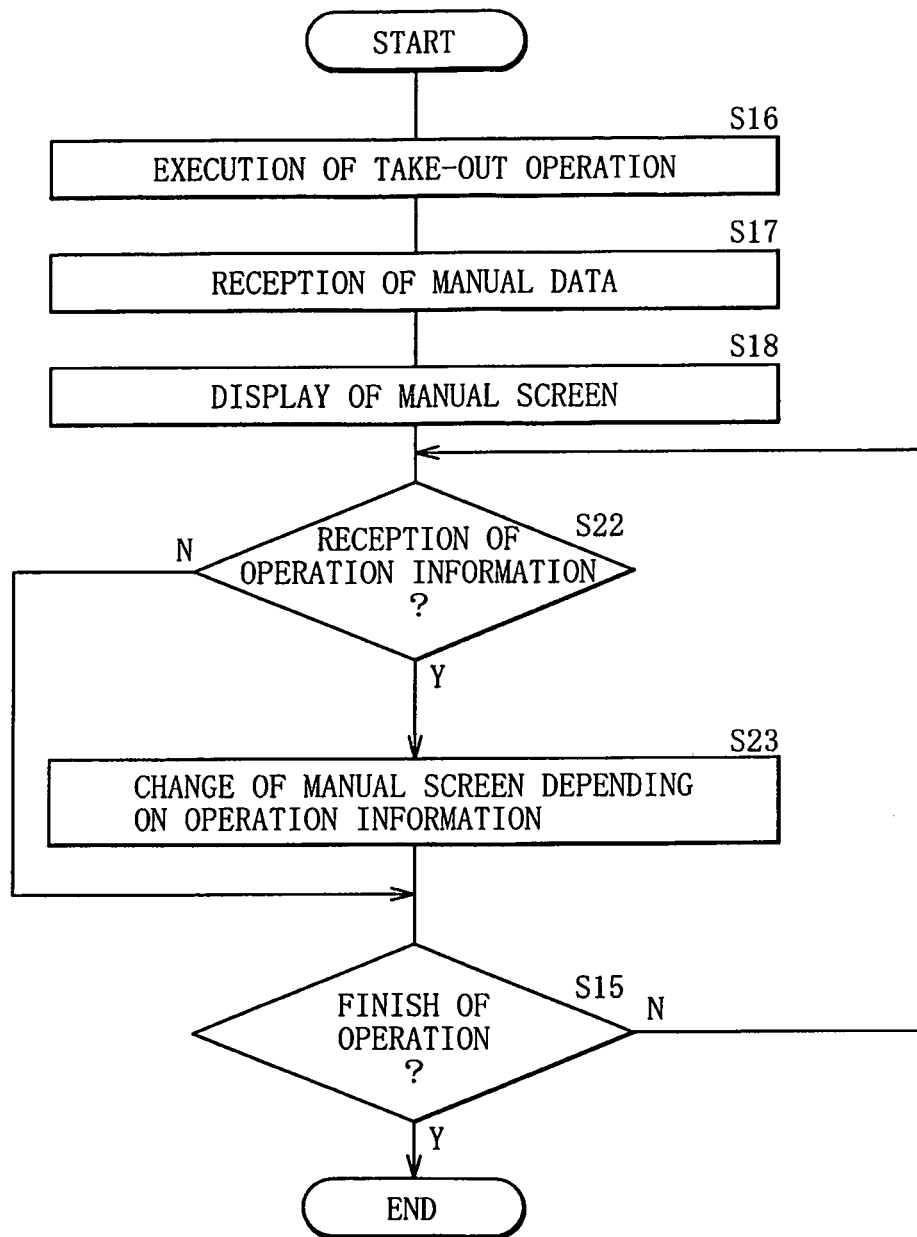 START
S16
EXECUTION OF TAKE-OUT OPERATION
S17
RECEPTION OF MANUAL DATA
S18
DISPLAY OF MANUAL SCREEN
S22
N
RECEPTION OF
OPERATION INFORMATION
?
Y
S23
CHANGE OF MANUAL SCREEN DEPENDING
ON OPERATION INFORMATION
S15
FINISH OF
N
OPERATION
?
Y
END